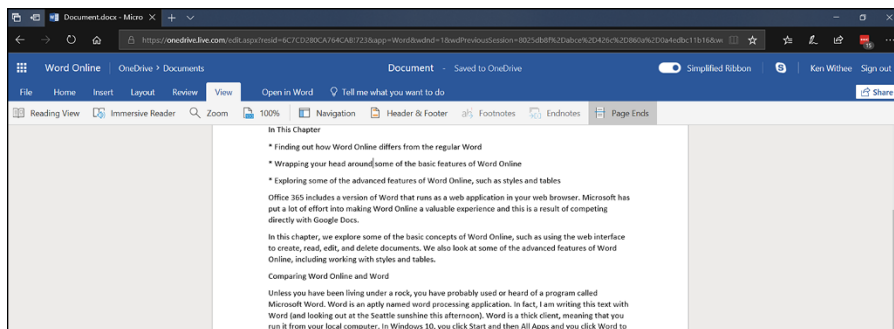 Document.docx - Micro
https://onedrive.live.com/edit.aspx?resid=6C7CD280CA764CAB!723&app=Word&wdnd=1&wdPreviousSession=8025db8f%2Dabce%2D426c%2D860a%2D0a4edbc11b16&w
Word Online OneDrive > Documents Document - Saved to OneDrive Simplified Ribbon Ken Withee Sign out
File Home Insert Layout Review View Open in Word Tell me what you want to do Share
Reading View Immersive Reader Zoom 100% Navigation Header & Footer Footnotes Endnotes Page Ends
In This Chapter
* Finding out how Word Online differs from the regular Word
* Wrapping your head around some of the basic features of Word Online
* Exploring some of the advanced features of Word Online, such as styles and tables
Office 365 includes a version of Word that runs as a web application in your web browser. Microsoft has
put a lot of effort into making Word Online a valuable experience and this is a result of competing
directly with Google Docs.
In this chapter, we explore some of the basic concepts of Word Online, such as using the web interface
to create, read, edit, and delete documents. We also look at some of the advanced features of Word
Online, including working with styles and tables.
Comparing Word Online and Word
Unless you have been living under a rock, you have probably used or heard of a program called
Microsoft Word. Word is an aptly named word processing application. In fact, I am writing this text with
Word (and looking out at the Seattle sunshine this afternoon). Word is a thick client, meaning that you
run it from your local computer. In Windows 10, you click Start and then All Apps and you click Word to